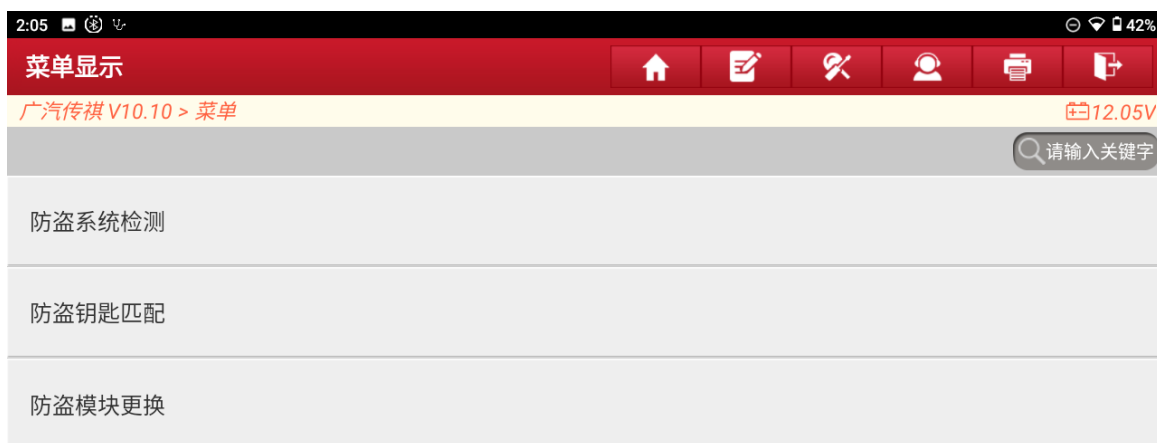 2:05
42%
菜单显示
广汽传祺 V10.10 > 菜单
12.05V
请输入关键字
防盗系统检测
防盗钥匙匹配
防盗模块更换